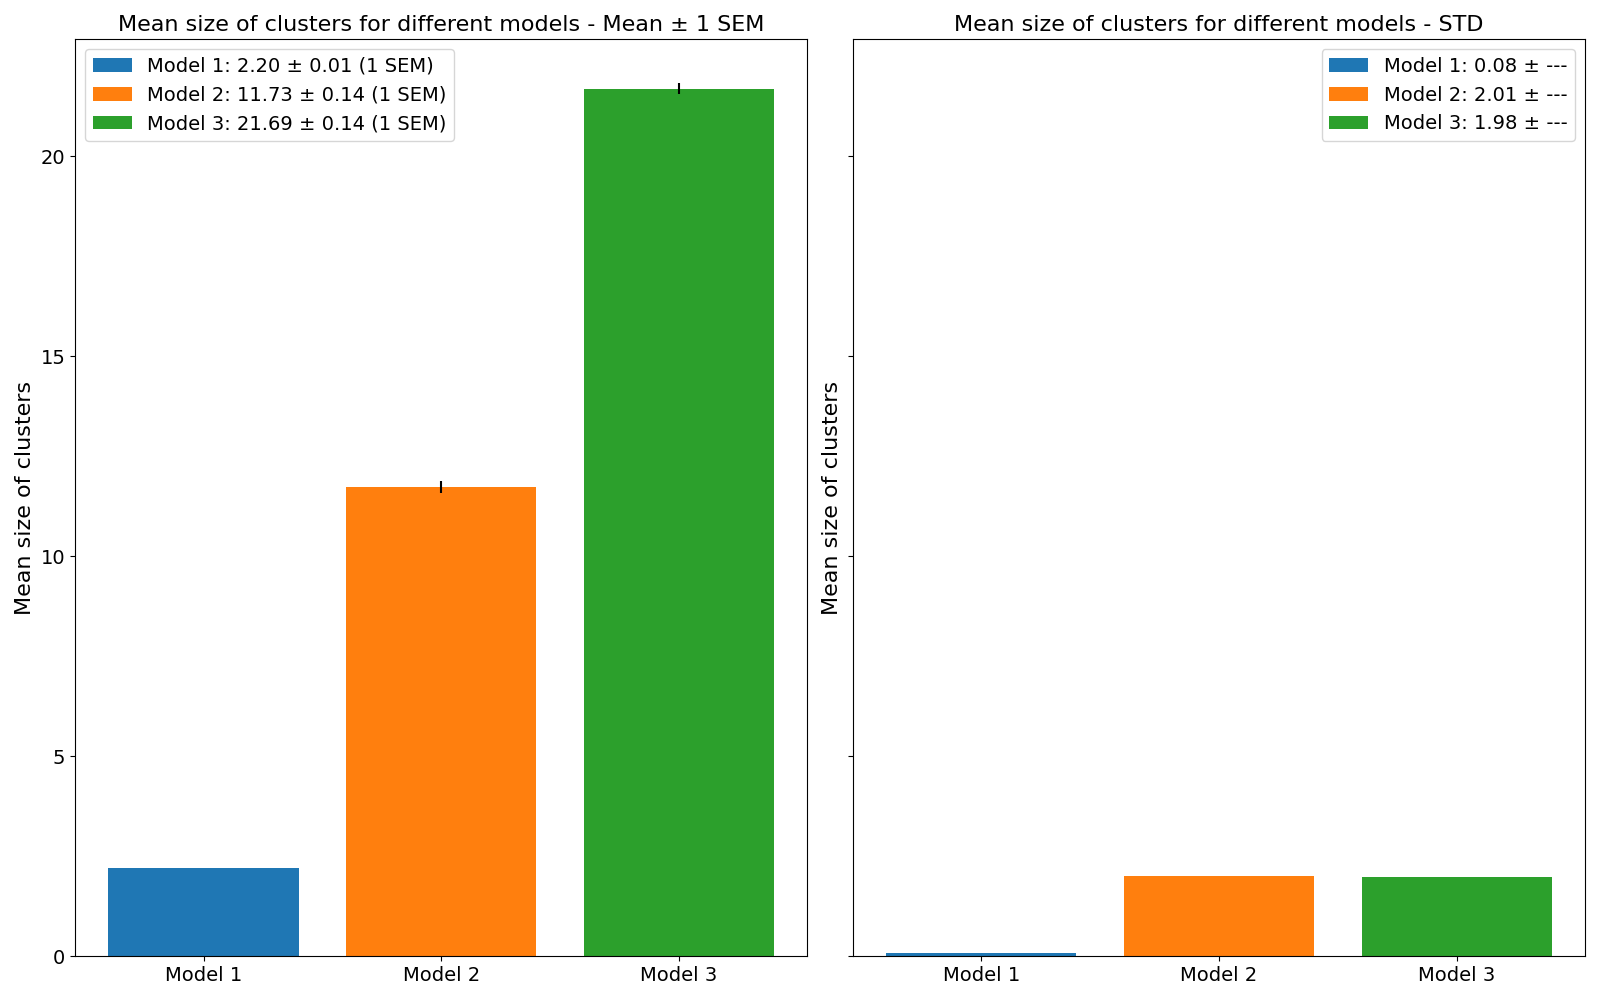 Mean size of clusters for different models - Mean ± 1 SEM
Model 1: 2.20 ± 0.01 (1 SEM)
Model 2: 11.73 ± 0.14 (1 SEM)
Model 3: 21.69 ± 0.14 (1 SEM)
Mean size of clusters
20
15
10
5
0
Model 1
Model 2
Model 3
Mean size of clusters for different models - STD
Model 1: 0.08 ± ---
Model 2: 2.01 ± ---
Model 3: 1.98 ± ---
Mean size of clusters
Model 1
Model 2
Model 3